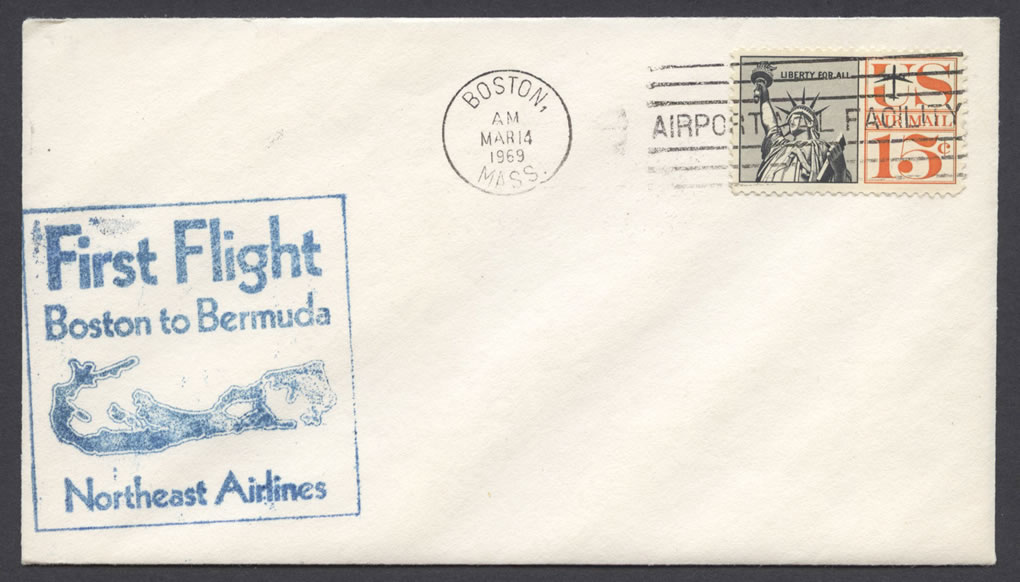 BOSTON,
AM
MAR 14
1969
MASS.
AIRPORT MAIL FACILITY
LIBERTY FOR ALL
US
AIR MAIL
15c
First Flight
Boston to Bermuda
Northeast Airlines